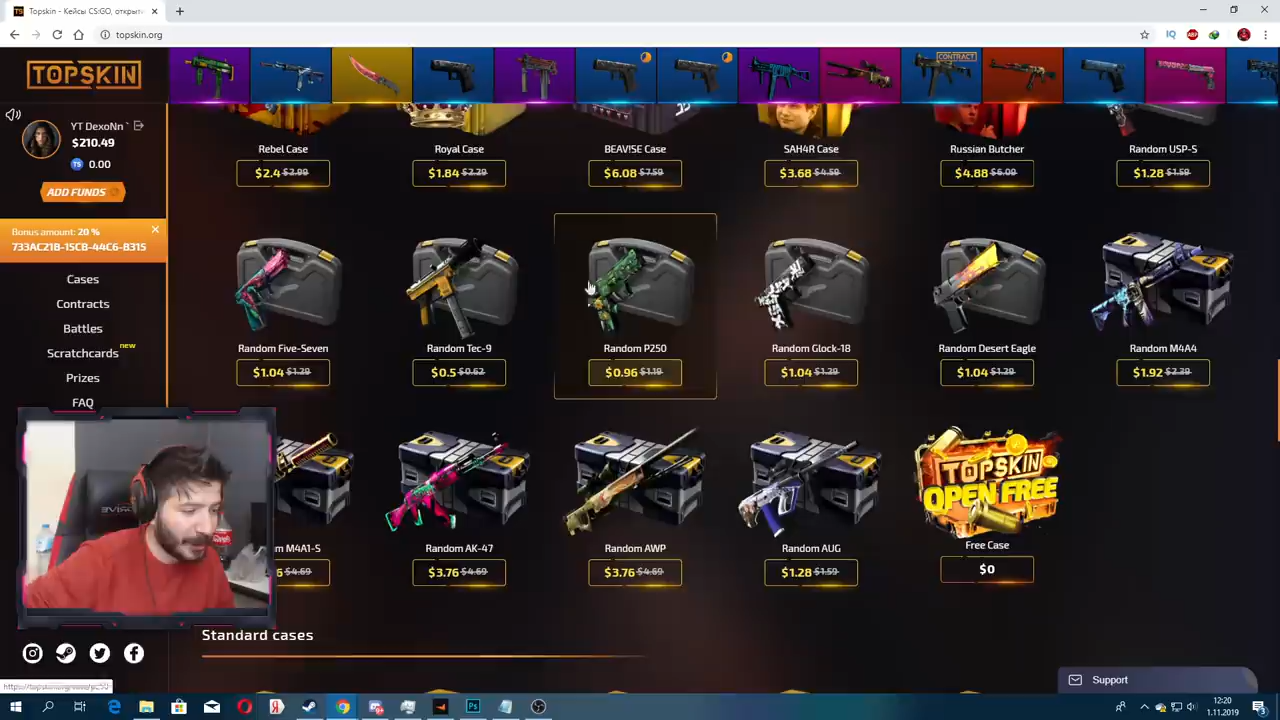 Topskin - Кейсы CS:GO, открыт
topskin.org
TOPSKIN
CONTRACT
YT DexoNn `
$210.49
TS 0.00
ADD FUNDS
Bonus amount: 20 %
733AC21B-15CB-44C6-B315
Cases
Contracts
Battles
Scratchcards new
Prizes
FAQ
Rebel Case
$2.4 $2.99
Royal Case
$1.84 $2.29
BEAV!SE Case
$6.08 $7.59
SAH4R Case
$3.68 $4.59
Russian Butcher
$4.88 $6.09
Random USP-S
$1.28 $1.59
Random Five-Seven
$1.04 $1.29
Random Tec-9
$0.5 $0.62
Random P250
$0.96 $1.19
Random Glock-18
$1.04 $1.29
Random Desert Eagle
$1.04 $1.29
Random M4A4
$1.92 $2.39
m M4A1-S
6 $4.69
Random AK-47
$3.76 $4.69
Random AWP
$3.76 $4.69
Random AUG
$1.28 $1.59
TOPSKIN
OPEN FREE
Free Case
$0
Standard cases
Support
12:20
1.11.2019